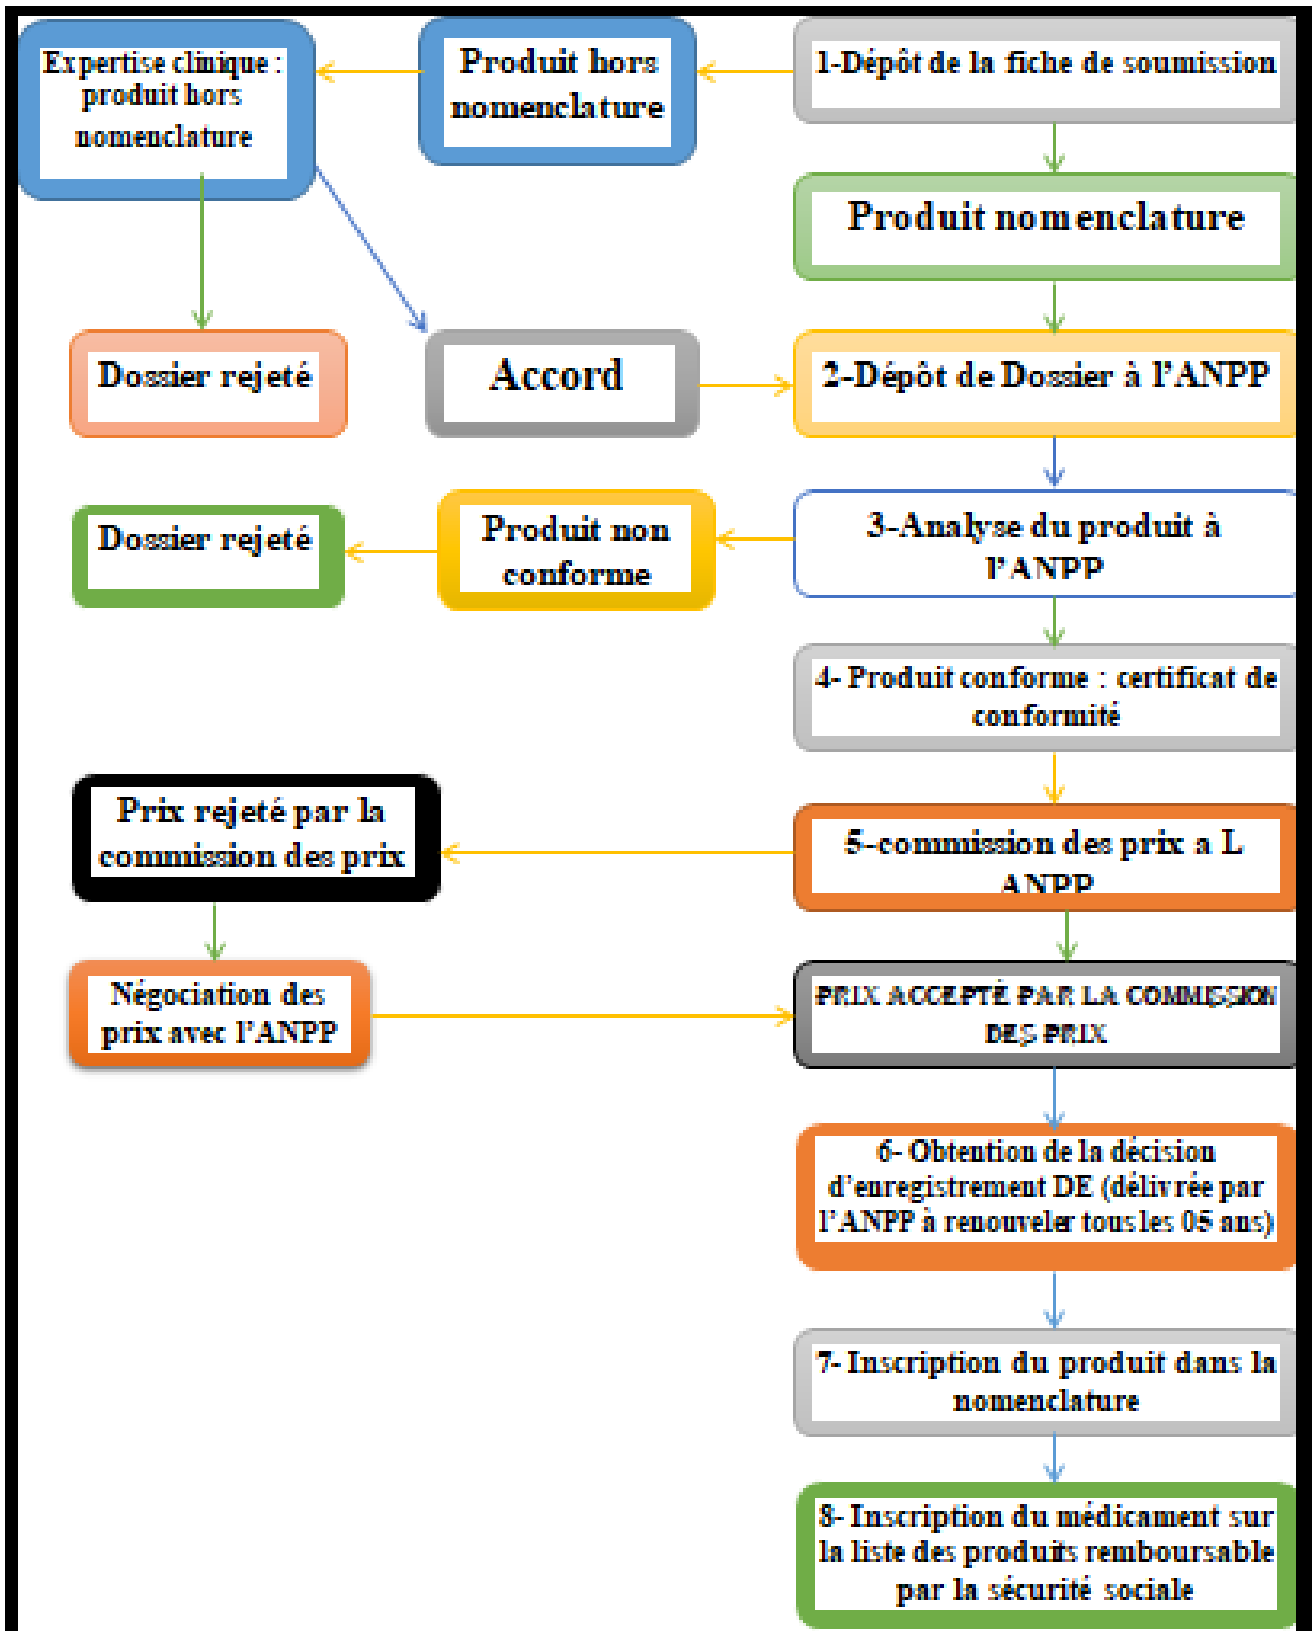 Expertise clinique :
produit hors
nomenclature
Produit hors
nomenclature
1-Dépôt de la fiche de soumission
Produit nomenclature
Dossier rejeté
Accord
2-Dépôt de Dossier à l’ANPP
Dossier rejeté
Produit non
conforme
3-Analyse du produit à
l’ANPP
4- Produit conforme : certificat de
conformité
Prix rejeté par la
commission des prix
5-commission des prix a L
ANPP
Négociation des
prix avec l’ANPP
PRIX ACCEPTÉ PAR LA COMMISSION
DES PRIX
6- Obtention de la décision
d’enregistrement DE (délivrée par
l’ANPP à renouveler tous les 05 ans)
7- Inscription du produit dans la
nomenclature
8- Inscription du médicament sur
la liste des produits remboursable
par la sécurité sociale